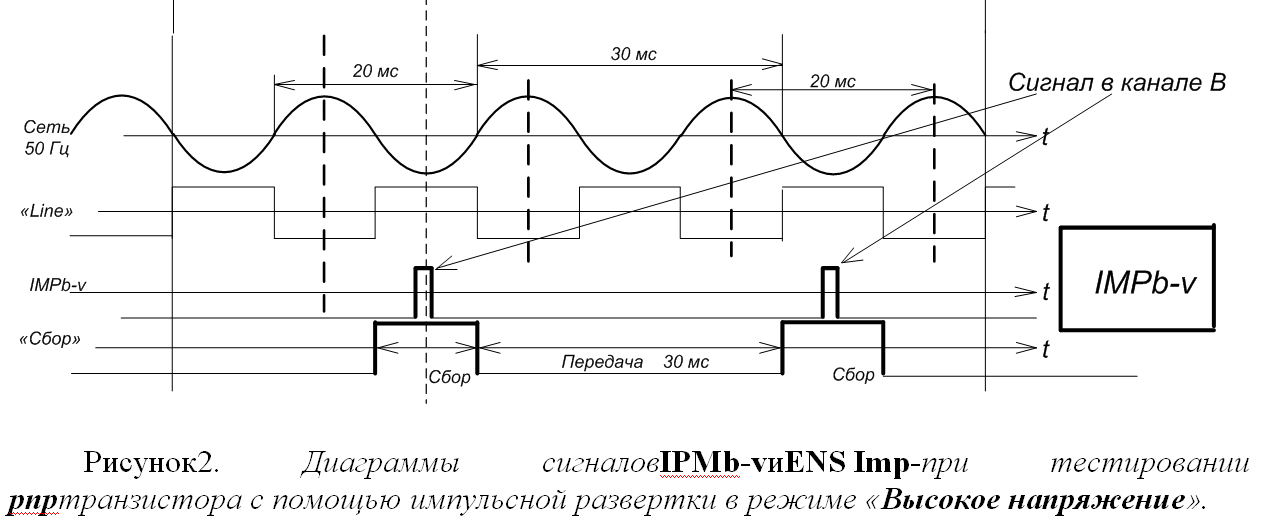 30 мс
20 мс
20 мс
Сигнал в канале В
Сеть
50 Гц
t
«Line»
t
IMPb-v
t
IMPb-v
«Сбор»
Передача 30 мс
t
Сбор
Сбор
Рисунок2. Диаграммы сигналовIPMb-vиENS Imp-при тестировании
pnpтранзистора с помощью импульсной развертки в режиме «Высокое напряжение».